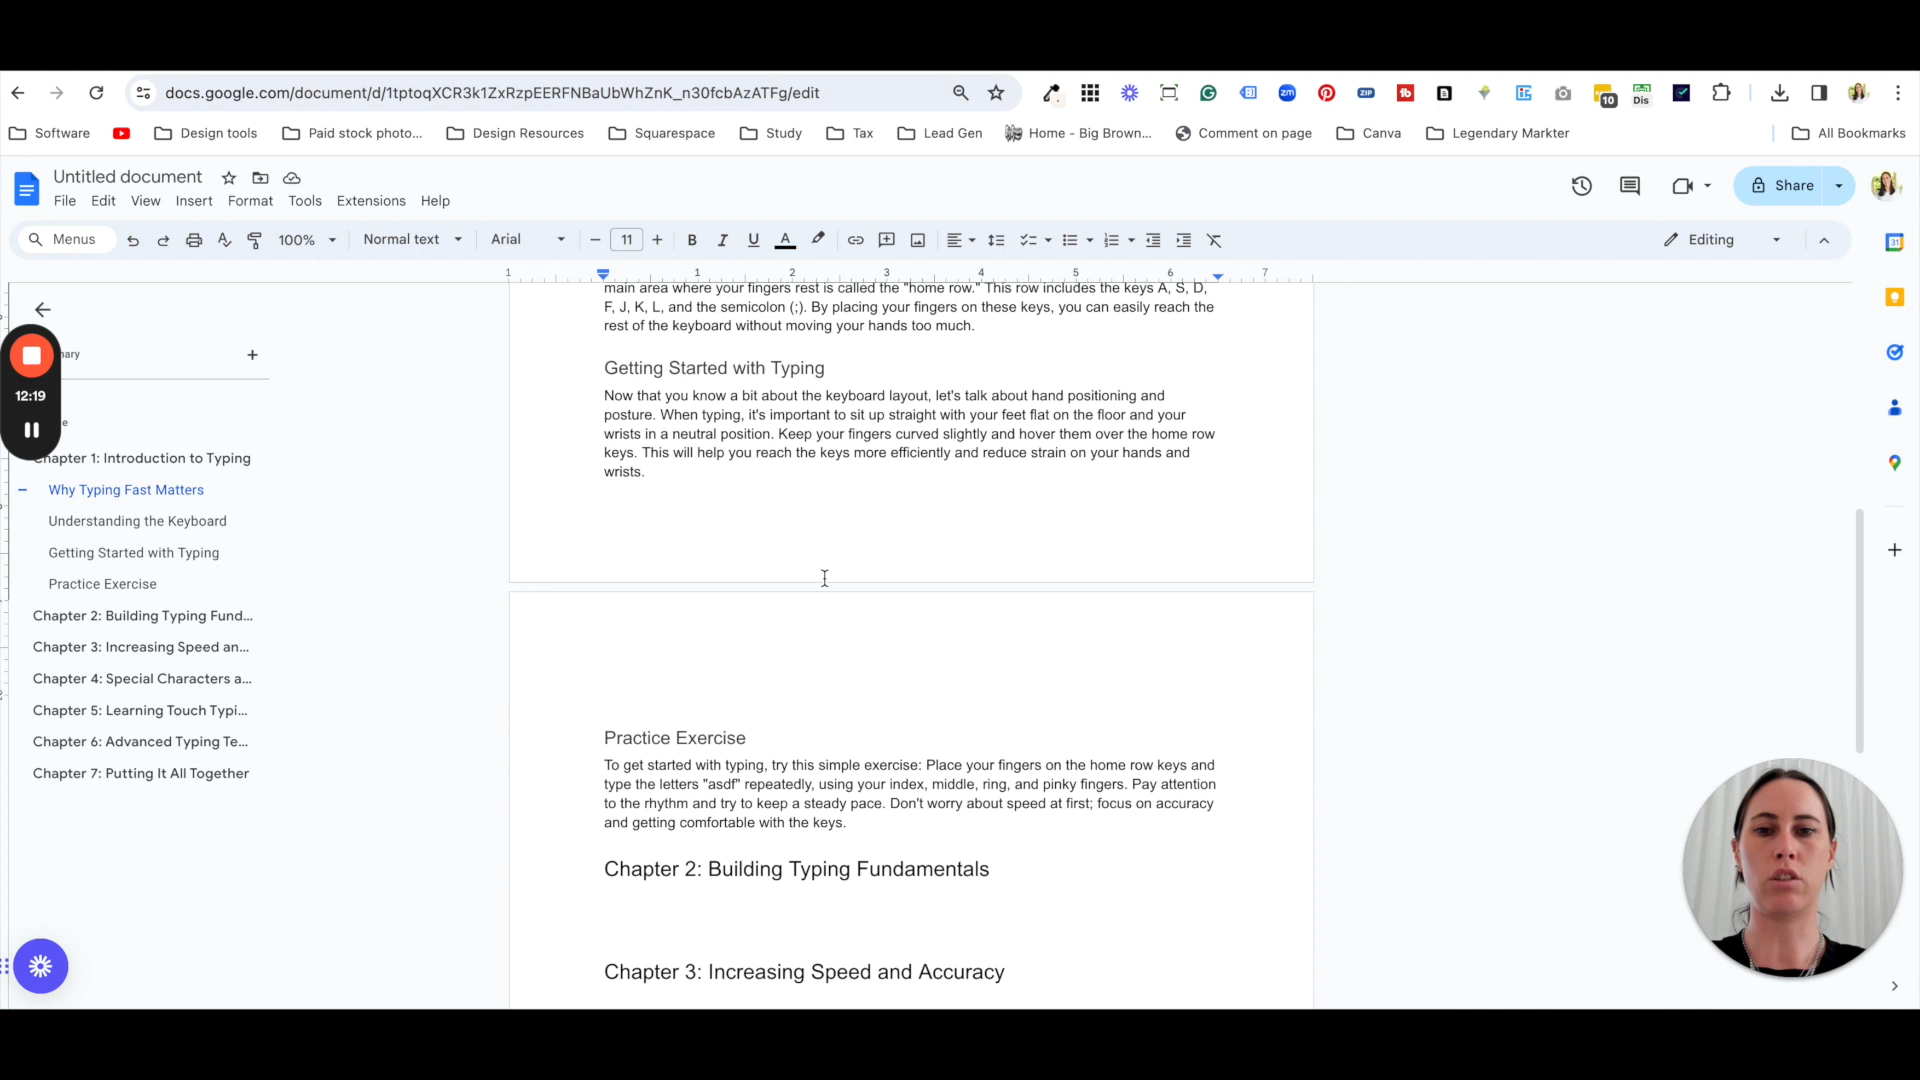 docs.google.com/document/d/1tptoqXCR3k1ZxRzpEERFNBaUbWhZnK_n30fcbAzATFg/edit
10
Dis
Software
Design tools
Paid stock photo...
Design Resources
Squarespace
Study
Tax
Lead Gen
Home - Big Brown...
Comment on page
Canva
Legendary Markter
All Bookmarks
Untitled document
File Edit View Insert Format Tools Extensions Help
Share
Menus
100%
Normal text
Arial
11
Editing
1 1 2 3 4 5 6 7
31
mary
12:19
e
Chapter 1: Introduction to Typing
Why Typing Fast Matters
Understanding the Keyboard
Getting Started with Typing
Practice Exercise
Chapter 2: Building Typing Fund...
Chapter 3: Increasing Speed an...
Chapter 4: Special Characters a...
Chapter 5: Learning Touch Typi...
Chapter 6: Advanced Typing Te...
Chapter 7: Putting It All Together
main area where your fingers rest is called the "home row." This row includes the keys A, S, D,
F, J, K, L, and the semicolon (;). By placing your fingers on these keys, you can easily reach the
rest of the keyboard without moving your hands too much.
Getting Started with Typing
Now that you know a bit about the keyboard layout, let's talk about hand positioning and
posture. When typing, it's important to sit up straight with your feet flat on the floor and your
wrists in a neutral position. Keep your fingers curved slightly and hover them over the home row
keys. This will help you reach the keys more efficiently and reduce strain on your hands and
wrists.
Practice Exercise
To get started with typing, try this simple exercise: Place your fingers on the home row keys and
type the letters "asdf" repeatedly, using your index, middle, ring, and pinky fingers. Pay attention
to the rhythm and try to keep a steady pace. Don't worry about speed at first; focus on accuracy
and getting comfortable with the keys.
Chapter 2: Building Typing Fundamentals
Chapter 3: Increasing Speed and Accuracy